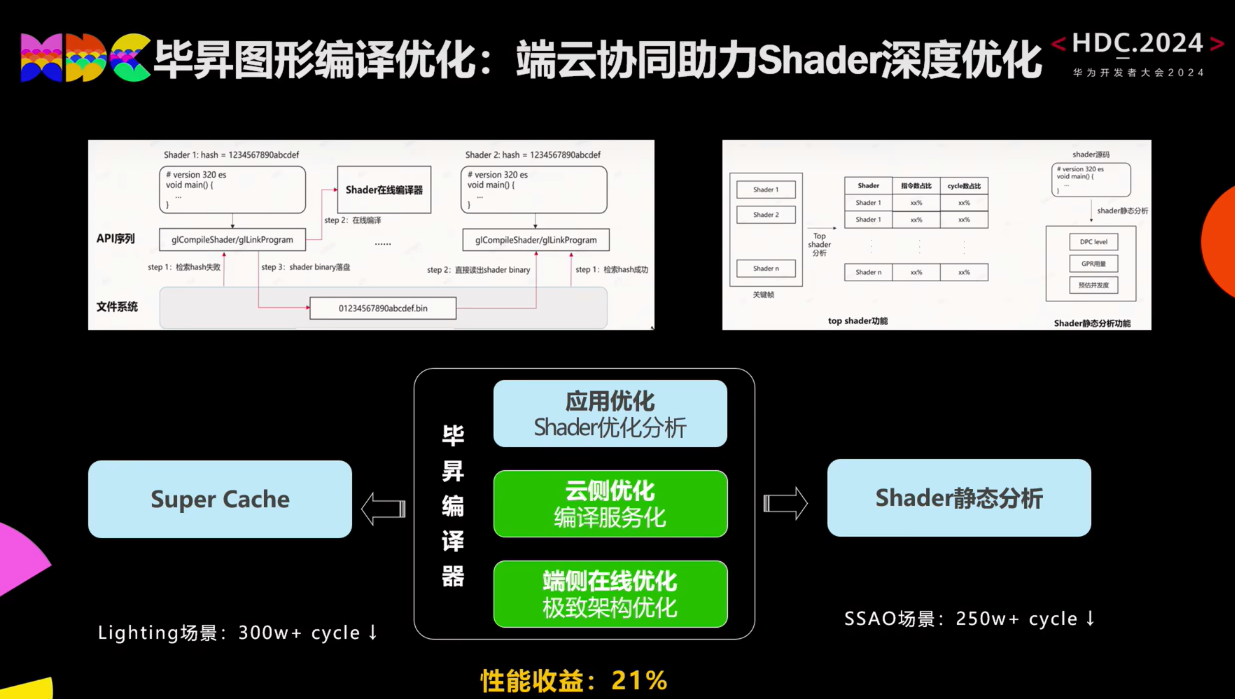 毕昇图形编译优化：端云协同助力Shader深度优化
< HDC.2024 >
华为开发者大会2024
Shader 1: hash = 1234567890abcdef
# version 320 es
void main() {
...
}
Shader在线编译器
step 2：在线编译
Shader 2: hash = 1234567890abcdef
# version 320 es
void main() {
...
}
API序列
glCompileShader/glLinkProgram
......
glCompileShader/glLinkProgram
step 1：检索hash失败
step 3：shader binary落盘
step 2：直接读出shader binary
step 1：检索hash成功
文件系统
01234567890abcdef.bin
Shader 1
Shader 2
Shader n
关键帧
Top
shader
分析
Shader 指令数占比 cycle数占比
Shader 1 xx% xx%
Shader 1 xx% xx%
Shader n xx% xx%
top shader功能
shader源码
# version 320 es
void main() {
...
}
shader静态分析
DPC level
GPR用量
预估并发度
Shader静态分析功能
毕昇编译器
应用优化
Shader优化分析
云侧优化
编译服务化
端侧在线优化
极致架构优化
Super Cache
Shader静态分析
Lighting场景：300w+ cycle↓
SSAO场景：250w+ cycle↓
性能收益：21%